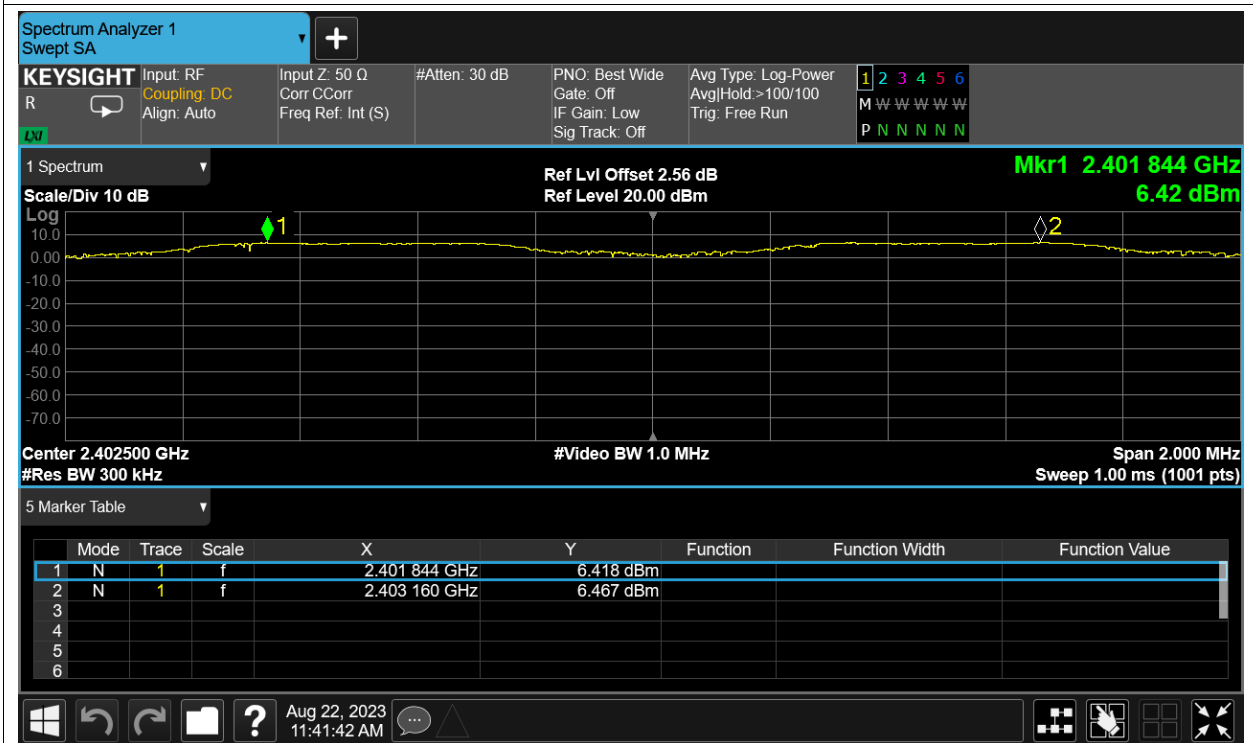 Spectrum Analyzer 1
Swept SA
+
KEYSIGHT
R
LXI
Input: RF
Coupling: DC
Align: Auto
Input Z: 50 Ω
Corr CCorr
Freq Ref: Int (S)
#Atten: 30 dB
PNO: Best Wide
Gate: Off
IF Gain: Low
Sig Track: Off
Avg Type: Log-Power
Avg|Hold:>100/100
Trig: Free Run
1 2 3 4 5 6
M W W W W W
P N N N N N
1 Spectrum
Scale/Div 10 dB
Ref Lvl Offset 2.56 dB
Ref Level 20.00 dBm
Mkr1 2.401 844 GHz
6.42 dBm
Log
10.0
0.00
-10.0
-20.0
-30.0
-40.0
-50.0
-60.0
-70.0
1
2
Center 2.402500 GHz
#Res BW 300 kHz
#Video BW 1.0 MHz
Span 2.000 MHz
Sweep 1.00 ms (1001 pts)
5 Marker Table
Mode Trace Scale X Y Function Function Width Function Value
1 N 1 f 2.401 844 GHz 6.418 dBm
2 N 1 f 2.403 160 GHz 6.467 dBm
3
4
5
6
?
Aug 22, 2023
11:41:42 AM